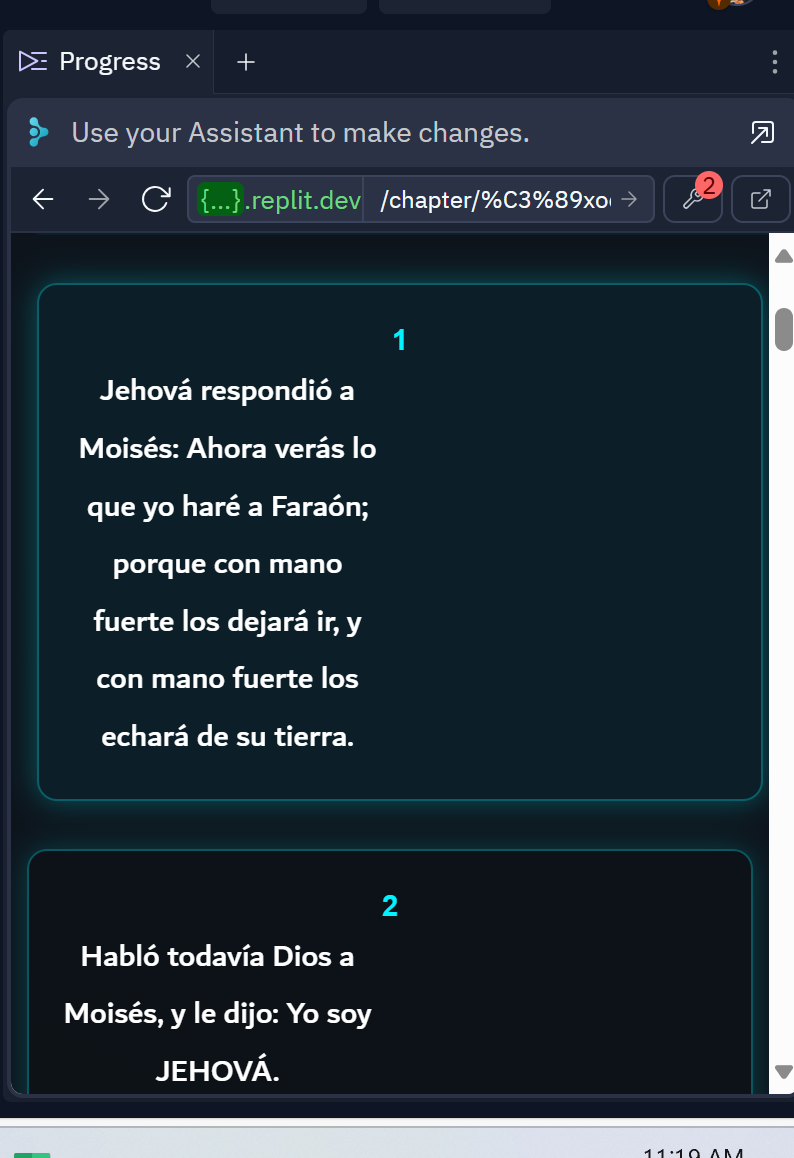 Progress
Use your Assistant to make changes.
{...}.replit.dev /chapter/%C3%89xo
2
1
Jehová respondió a
Moisés: Ahora verás lo
que yo haré a Faraón;
porque con mano
fuerte los dejará ir, y
con mano fuerte los
echará de su tierra.
2
Habló todavía Dios a
Moisés, y le dijo: Yo soy
JEHOVÁ.
11:19 AM